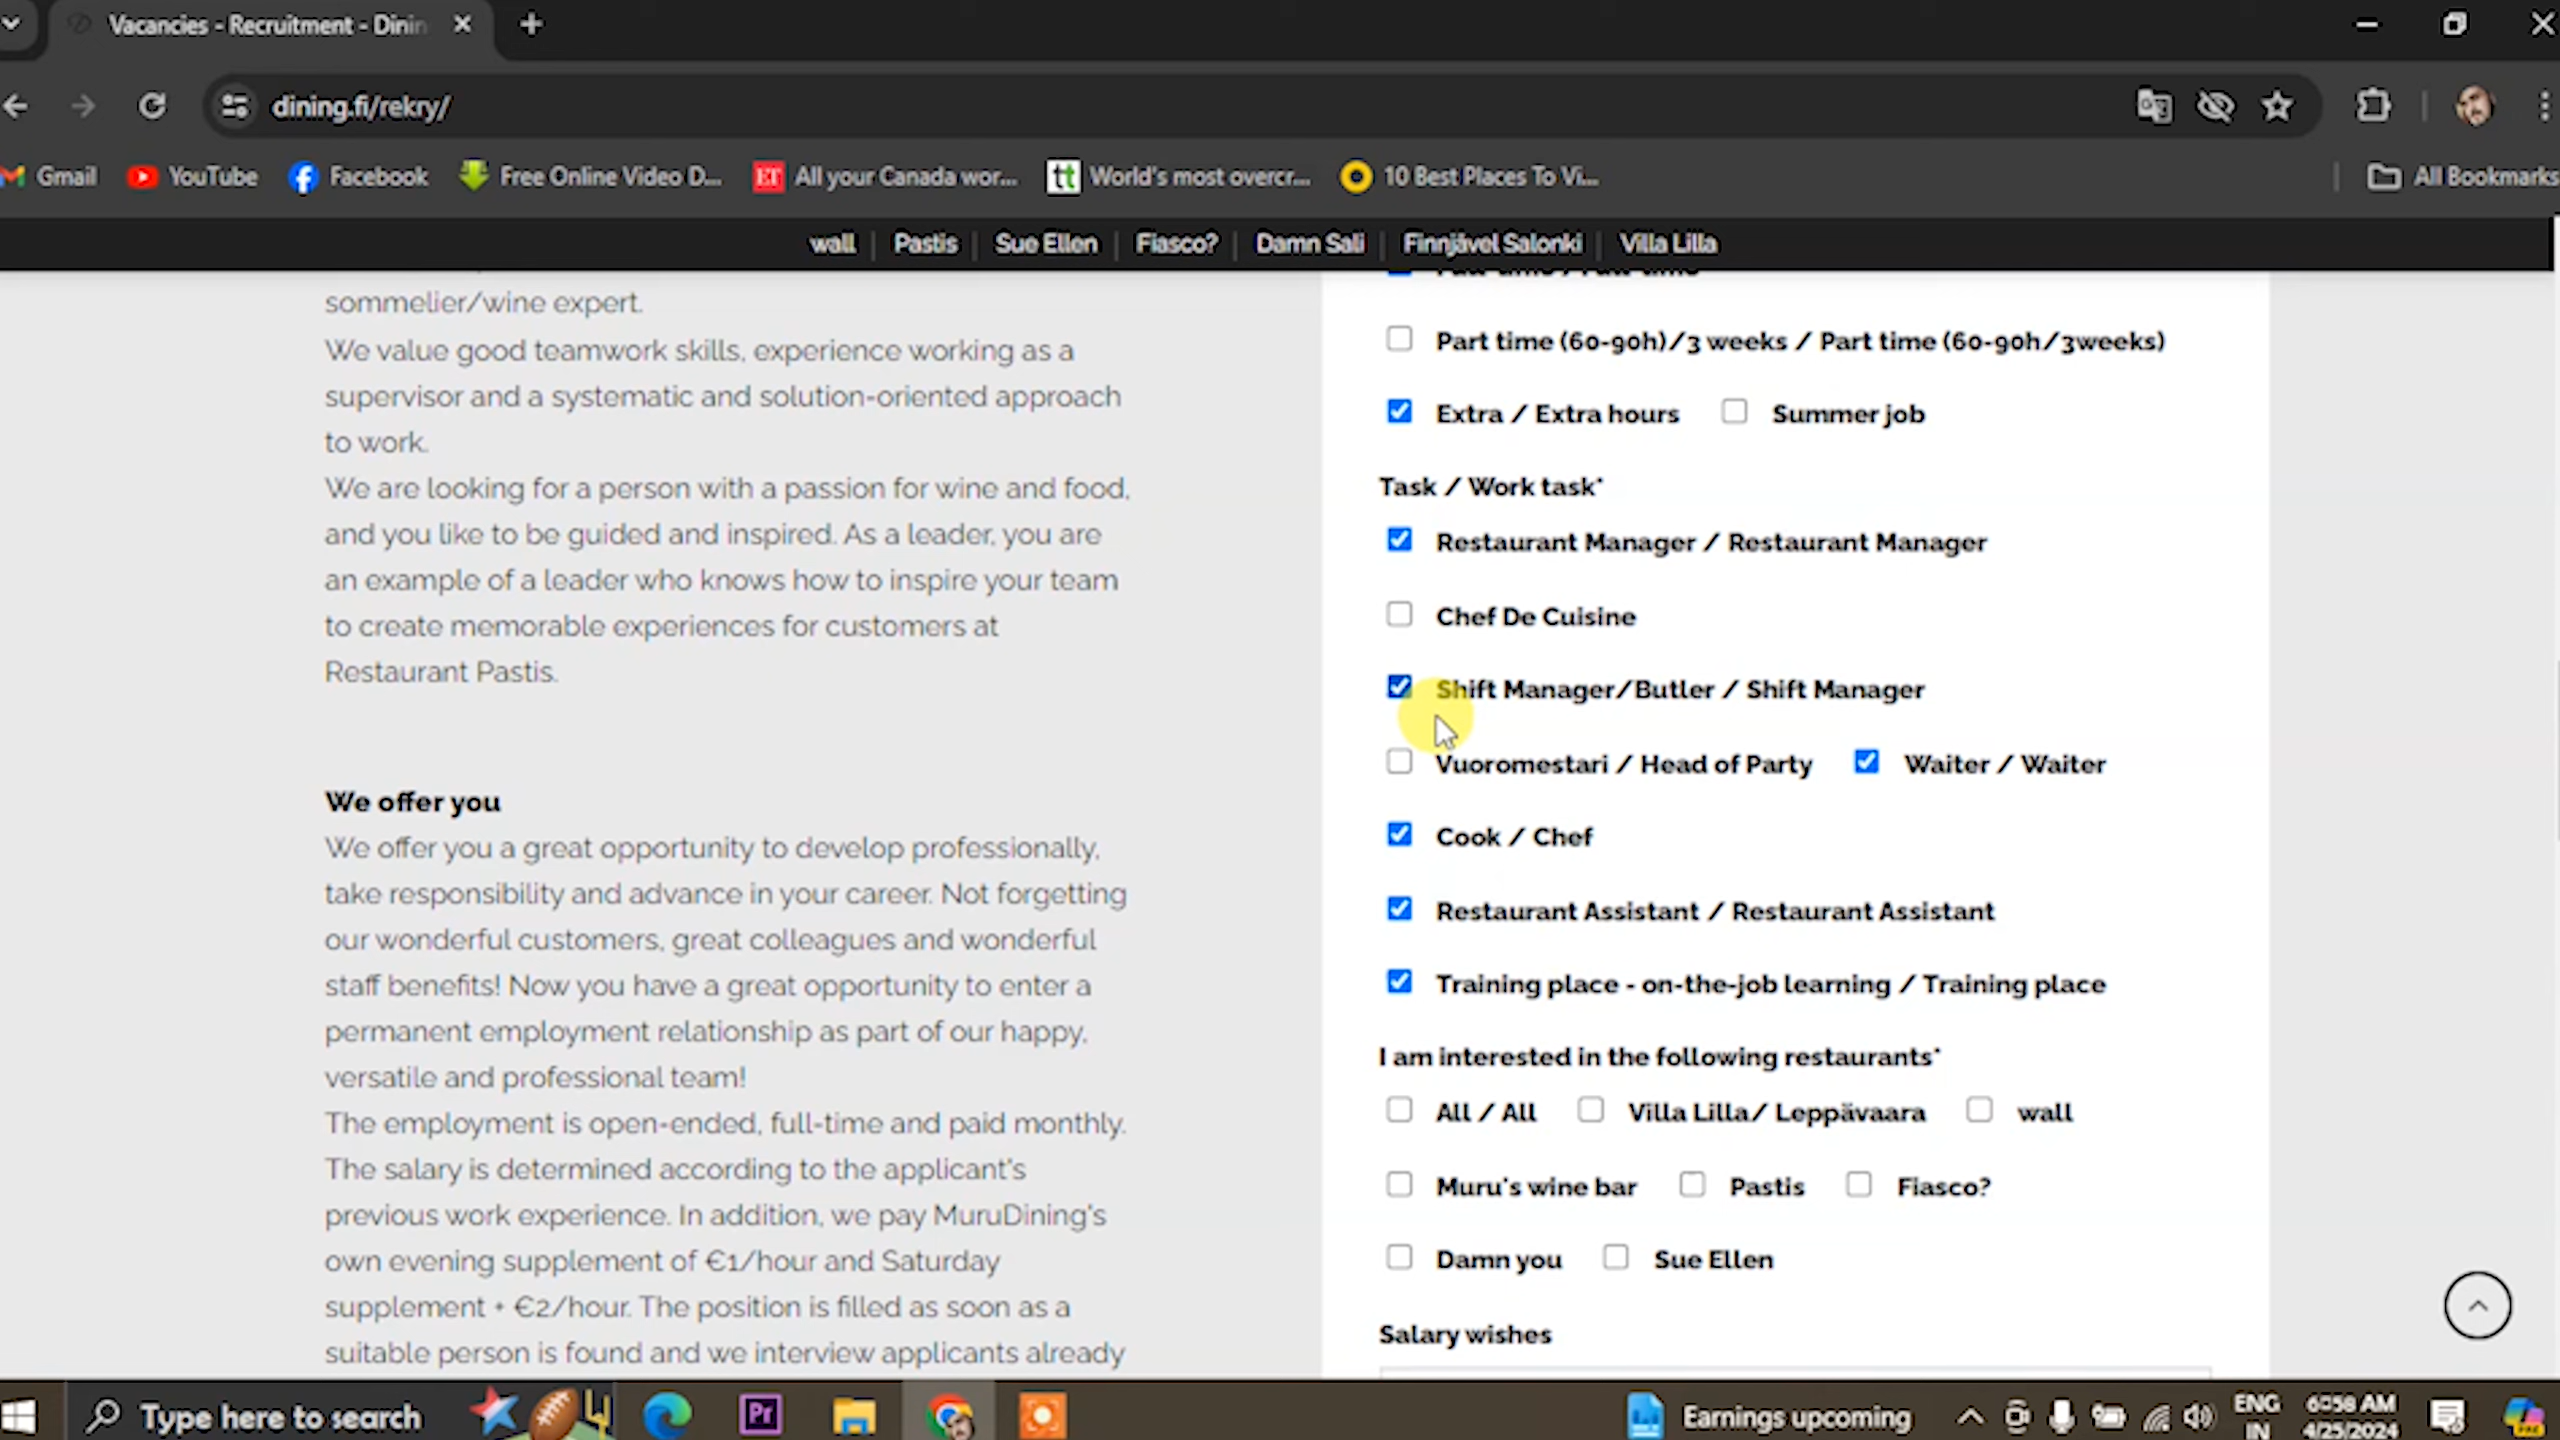 Vacancies - Recruitment - Dinin
dining.fi/rekry/
Gmail YouTube Facebook Free Online Video D... All your Canada wor... World's most overcr... 10 Best Places To Vi... All Bookmarks
wall Pastis Sue Ellen Fiasco? Damn Sali Finnjävel Salonki Villa Lilla
sommelier/wine expert.
We value good teamwork skills, experience working as a
supervisor and a systematic and solution-oriented approach
to work.
We are looking for a person with a passion for wine and food,
and you like to be guided and inspired. As a leader, you are
an example of a leader who knows how to inspire your team
to create memorable experiences for customers at
Restaurant Pastis.
We offer you
We offer you a great opportunity to develop professionally,
take responsibility and advance in your career. Not forgetting
our wonderful customers, great colleagues and wonderful
staff benefits! Now you have a great opportunity to enter a
permanent employment relationship as part of our happy,
versatile and professional team!
The employment is open-ended, full-time and paid monthly.
The salary is determined according to the applicant's
previous work experience. In addition, we pay MuruDining's
own evening supplement of €1/hour and Saturday
supplement + €2/hour. The position is filled as soon as a
suitable person is found and we interview applicants already
Part time (60-90h)/3 weeks / Part time (60-90h/3weeks)
Extra / Extra hours Summer job
Task / Work task*
Restaurant Manager / Restaurant Manager
Chef De Cuisine
Shift Manager/Butler / Shift Manager
Vuoromestari / Head of Party Waiter / Waiter
Cook / Chef
Restaurant Assistant / Restaurant Assistant
Training place - on-the-job learning / Training place
I am interested in the following restaurants*
All / All Villa Lilla/ Leppävaara wall
Muru's wine bar Pastis Fiasco?
Damn you Sue Ellen
Salary wishes
Type here to search
Pr
Earnings upcoming
ENG
IN
6:58 AM
4/25/2024